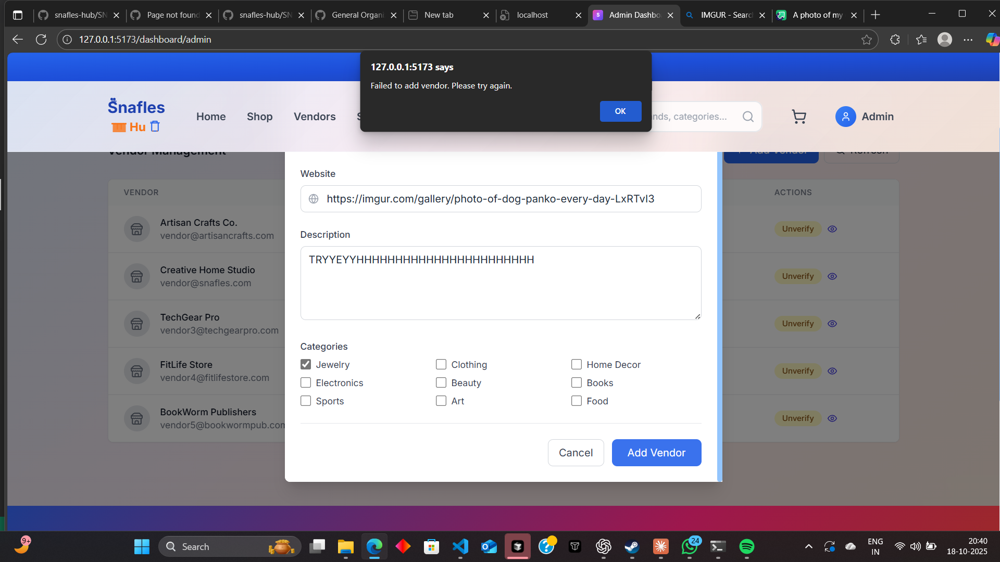 snafles-hub/SN
Page not found
snafles-hub/SN
General Organi
New tab
localhost
Admin Dashbo
IMGUR - Search
A photo of my
127.0.0.1:5173/dashboard/admin
127.0.0.1:5173 says
Failed to add vendor. Please try again.
OK
Snafles
Hu
Home
Shop
Vendors
S
nds, categories...
Admin
Vendor Management
Add Vendor
Refresh
VENDOR
ACTIONS
Artisan Crafts Co.
vendor@artisancrafts.com
Unverify
Creative Home Studio
vendor@snafles.com
Unverify
TechGear Pro
vendor3@techgearpro.com
Unverify
FitLife Store
vendor4@fitlifestore.com
Unverify
BookWorm Publishers
vendor5@bookwormpub.com
Unverify
Website
https://imgur.com/gallery/photo-of-dog-panko-every-day-LxRTvI3
Description
TRYYEYYHHHHHHHHHHHHHHHHHHHHHHH
Categories
Jewelry
Clothing
Home Decor
Electronics
Beauty
Books
Sports
Art
Food
Cancel
Add Vendor
9+
Search
24
ENG
IN
20:40
18-10-2025